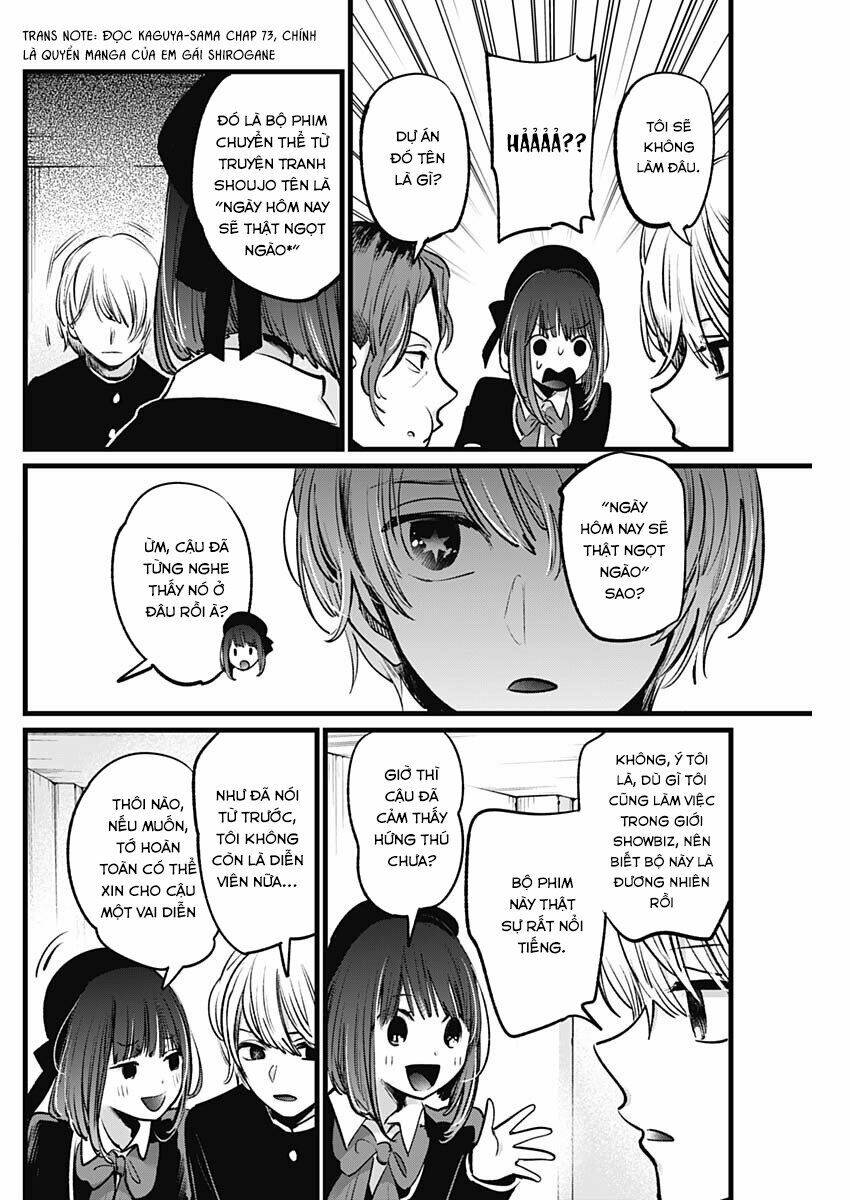 TRANS NOTE: ĐỌC KAGUYA-SAMA CHAP 73, CHÍNH
LÀ QUYỂN MANGA CỦA EM GÁI SHIROGANE
TÔI SẼ
KHÔNG
LÀM ĐÂU.
HẢẢẢẢ??
DỰ ÁN
ĐÓ TÊN
LÀ GÌ?
ĐÓ LÀ BỘ PHIM
CHUYỂN THỂ TỪ
TRUYỆN TRANH
SHOUJO TÊN LÀ
"NGÀY HÔM NAY
SẼ THẬT NGỌT
NGÀO*"
"NGÀY
HÔM NAY SẼ
THẬT NGỌT
NGÀO"
SAO?
ỪM, CẬU ĐÃ
TỪNG NGHE
THẤY NÓ Ở
ĐÂU RỒI À?
KHÔNG, Ý TÔI
LÀ, DÙ GÌ TÔI
CŨNG LÀM VIỆC
TRONG GIỚI
SHOWBIZ, NÊN
BIẾT BỘ NÀY LÀ
ĐƯƠNG NHIÊN
RỒI
BỘ PHIM
NÀY THẬT
SỰ RẤT NỔI
TIẾNG.
GIỜ THÌ
CẬU ĐÃ
CẢM THẤY
HỨNG THÚ
CHƯA?
NHƯ ĐÃ NÓI
TỪ TRƯỚC,
TÔI KHÔNG
CÒN LÀ DIỄN
VIÊN NỮA...
THÔI NÀO,
NẾU MUỐN,
TỚ HOÀN
TOÀN CÓ THỂ
XIN CHO CẬU
MỘT VAI DIỄN